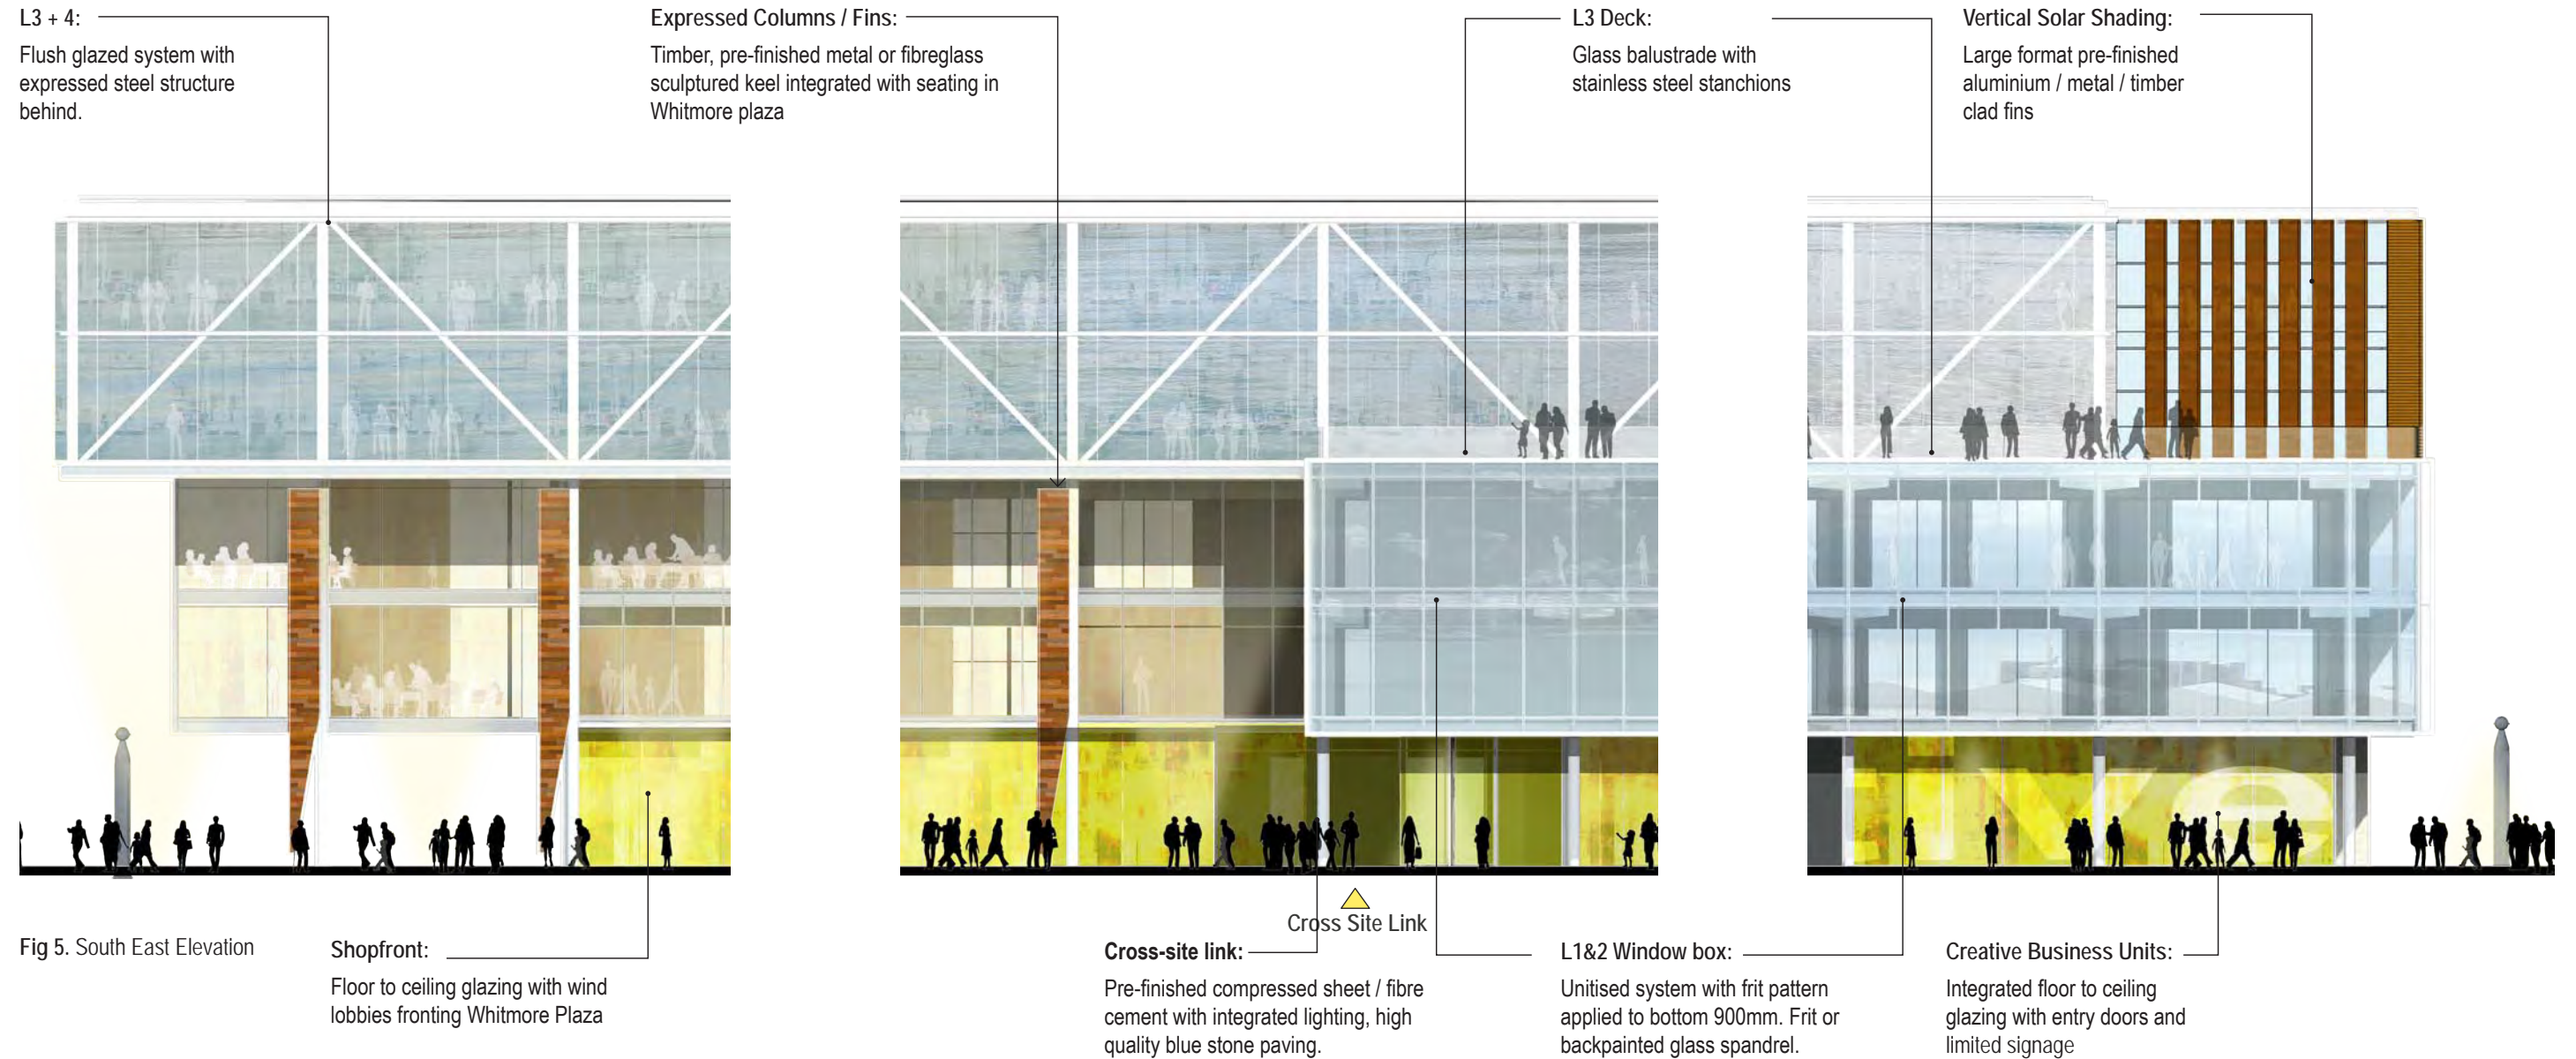 L3 + 4:
Flush glazed system with
expressed steel structure
behind.
Expressed Columns / Fins:
Timber, pre-finished metal or fibreglass
sculptured keel integrated with seating in
Whitmore plaza
L3 Deck:
Glass balustrade with
stainless steel stanchions
Vertical Solar Shading:
Large format pre-finished
aluminium / metal / timber
clad fins
ive
Cross Site Link
Fig 5. South East Elevation
Shopfront:
Floor to ceiling glazing with wind
lobbies fronting Whitmore Plaza
Cross-site link:
Pre-finished compressed sheet / fibre
cement with integrated lighting, high
quality blue stone paving.
L1&2 Window box:
Unitised system with frit pattern
applied to bottom 900mm. Frit or
backpainted glass spandrel.
Creative Business Units:
Integrated floor to ceiling
glazing with entry doors and
limited signage